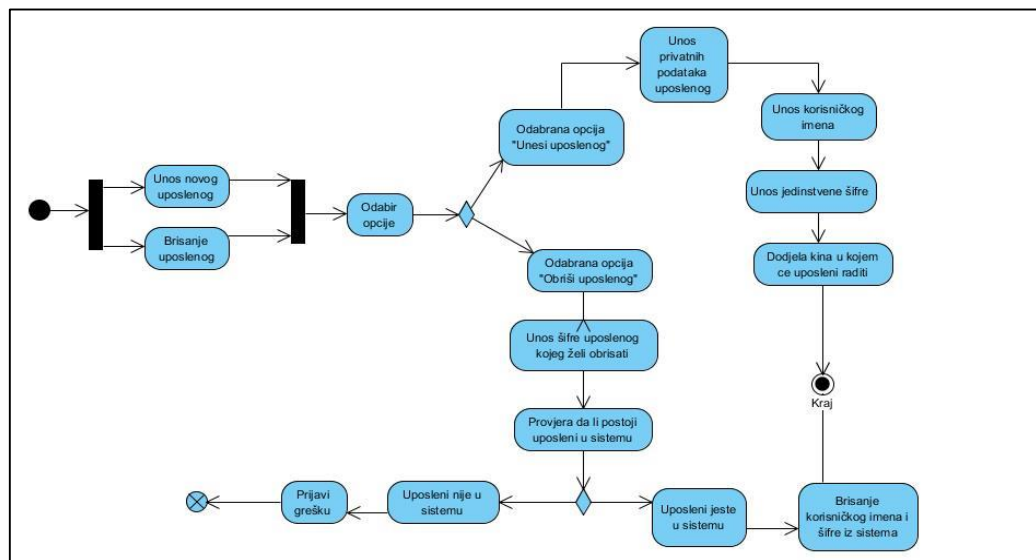 Unos novog
uposlenog
Brisanje
uposlenog
Odabir
opcije
Odabrana opcija
"Unesi uposlenog"
Unos
privatnih
podataka
uposlenog
Unos korisničkog
imena
Unos jedinstvene šifre
Dodjela kina u kojem
ce uposleni raditi
Kraj
Odabrana opcija
"Obriši uposlenog"
Unos šifre uposlenog
kojeg želi obrisati
Provjera da li postoji
uposleni u sistemu
Uposleni nije u
sistemu
Prijavi
grešku
Uposleni jeste
u sistemu
Brisanje
korisničkog imena i
šifre iz sistema